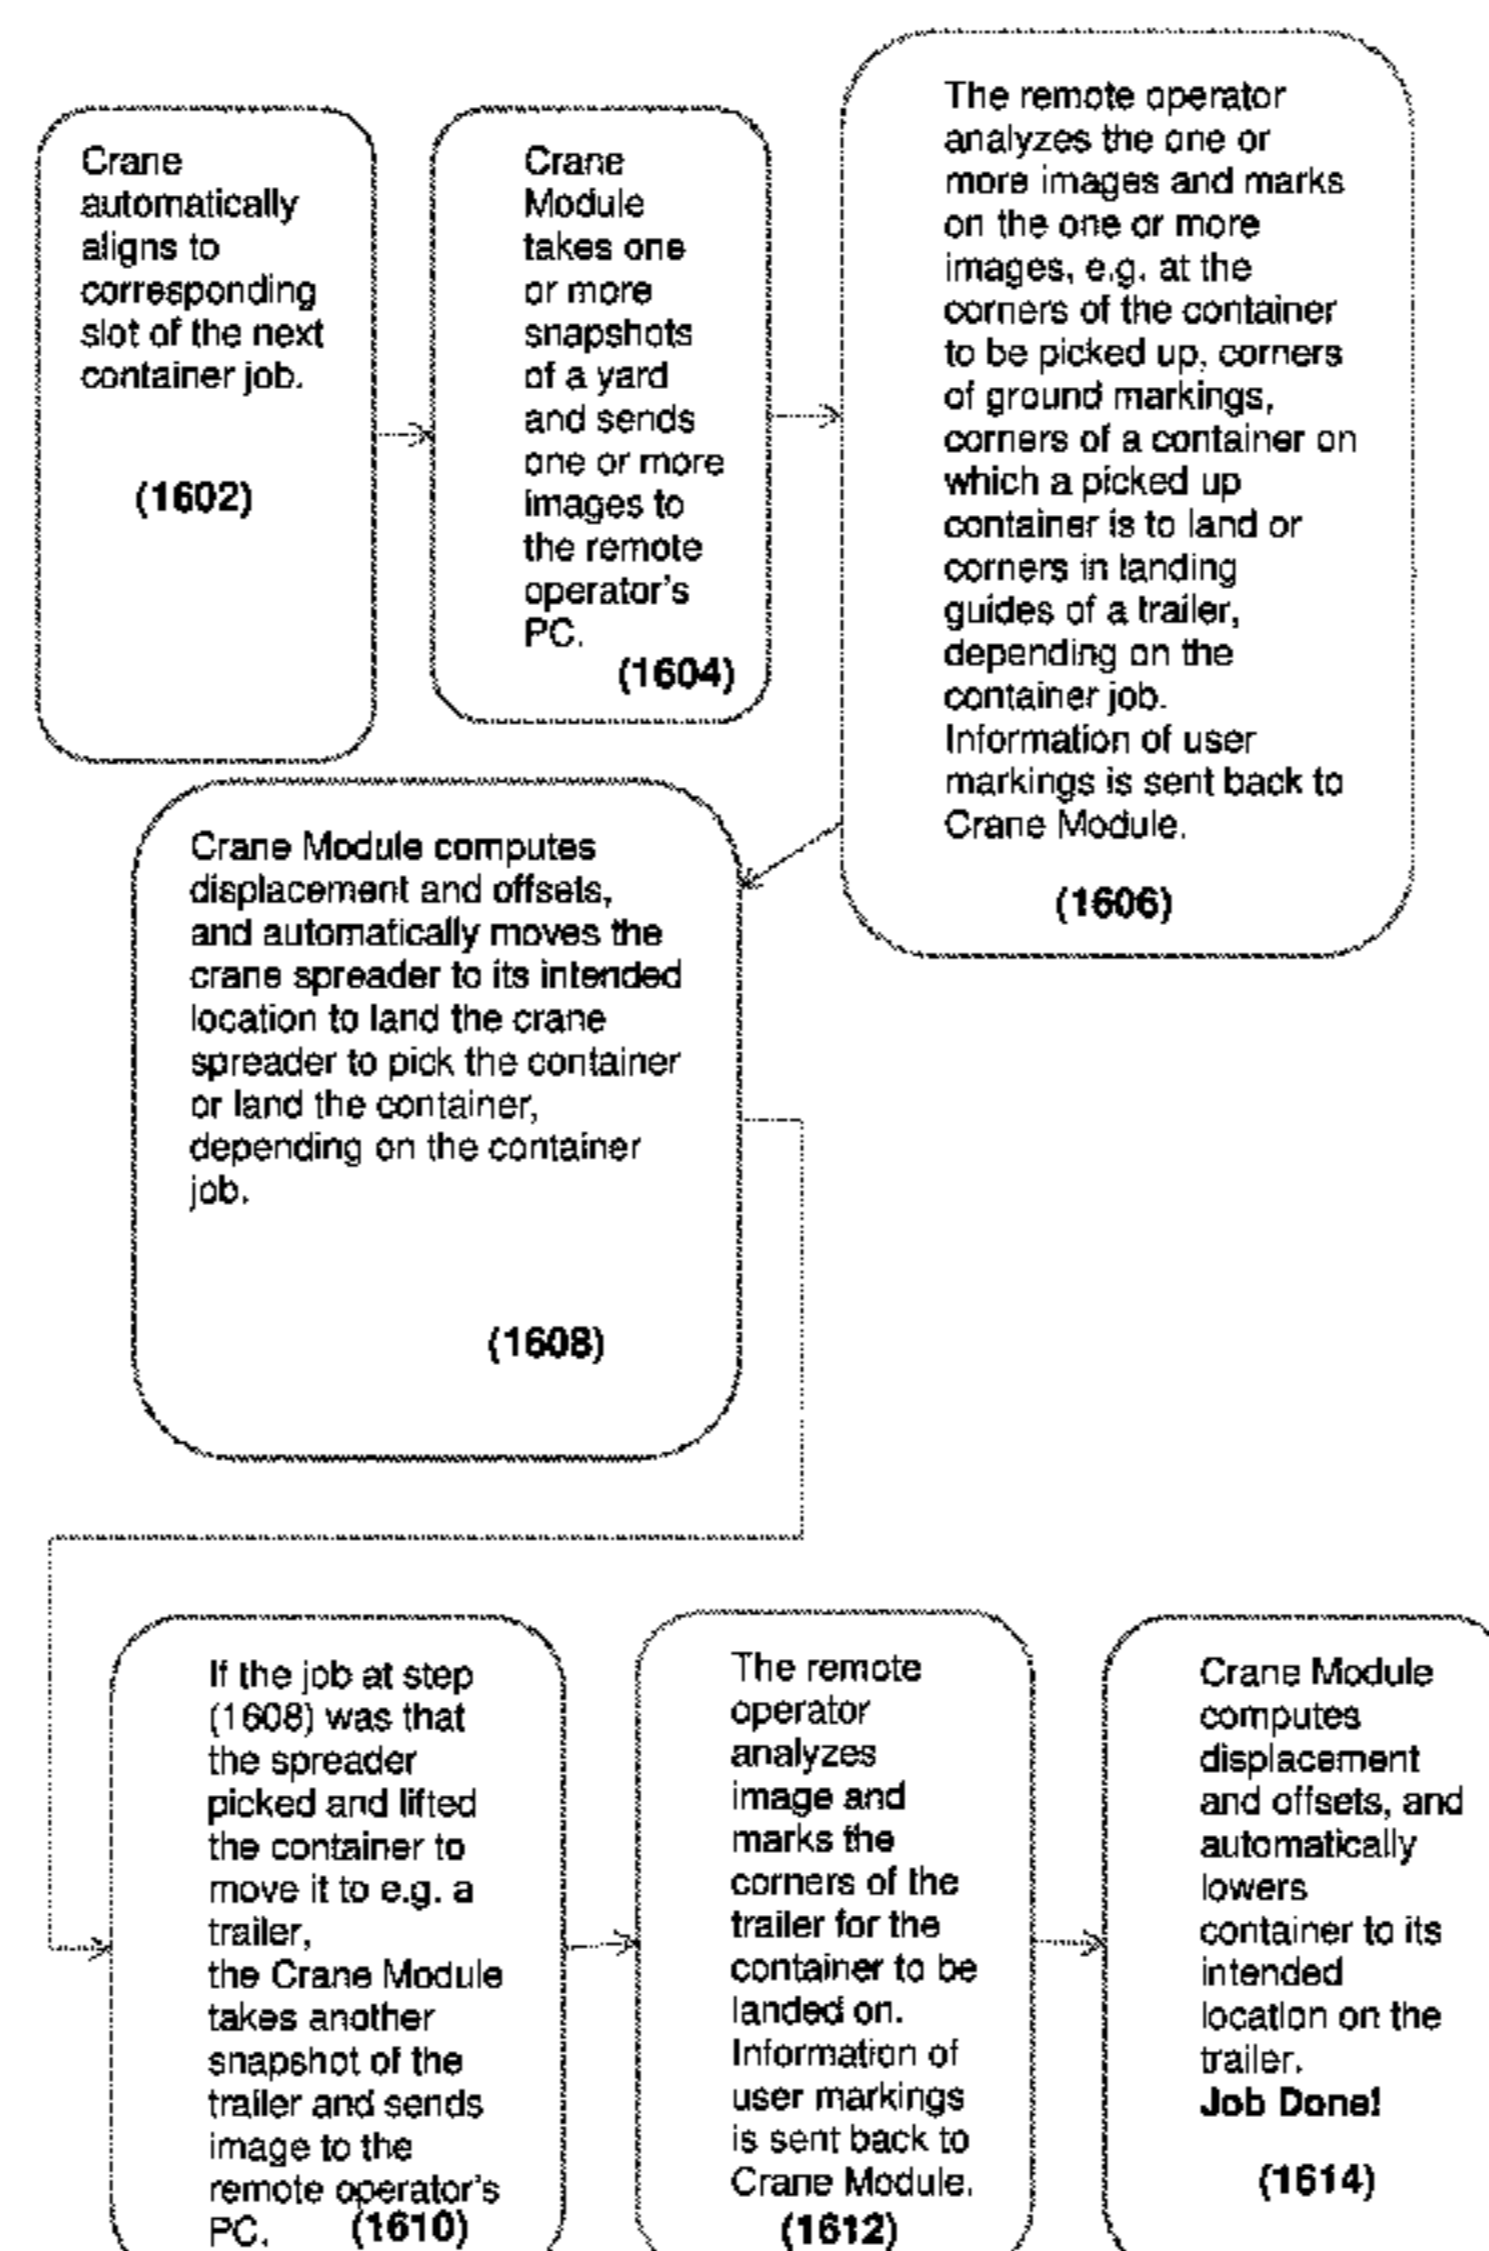 Crane
automatically
aligns to
corresponding
slot of the next
container job.
(1602)
Crane
Module
takes one
or more
snapshots
of a yard
and sends
one or more
images to
the remote
operator's
PC.
(1604)
The remote operator
analyzes the one or
more images and marks
on the one or more
images, e.g. at the
corners of the container
to be picked up, corners
of ground markings,
corners of a container on
which a picked up
container is to land or
corners in landing
guides of a trailer,
depending on the
container job.
Information of user
markings is sent back to
Crane Module.
(1606)
Crane Module computes
displacement and offsets,
and automatically moves the
crane spreader to its intended
location to land the crane
spreader to pick the container
or land the container,
depending on the container
job.
(1608)
If the job at step
(1608) was that
the spreader
picked and lifted
the container to
move it to e.g. a
trailer,
the Crane Module
takes another
snapshot of the
trailer and sends
image to the
remote operator's
PC.
(1610)
The remote
operator
analyzes
image and
marks the
corners of the
trailer for the
container to be
landed on.
Information of
user markings
is sent back to
Crane Module.
(1612)
Crane Module
computes
displacement
and offsets, and
automatically
lowers
container to its
intended
location on the
trailer.
Job Done!
(1614)